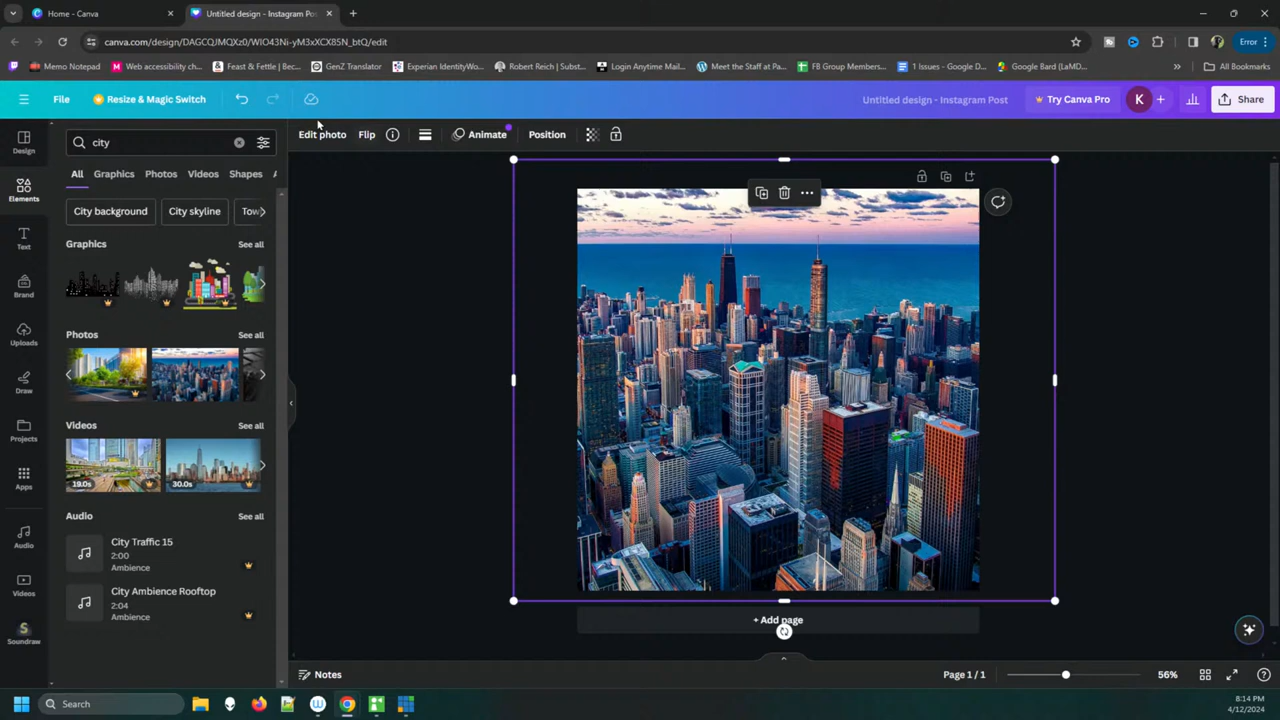 Home - Canva
Untitled design - Instagram Pos
canva.com/design/DAGCQJMQXz0/WIO43Ni-yM3xXCX85N_btQ/edit
Error
Memo Notepad
Web accessibility ch...
Feast & Fettle | Bec...
GenZ Translator
Experian IdentityWo...
Robert Reich | Subst...
Login Anytime Mail...
Meet the Staff at Pa...
FB Group Members...
1 Issues - Google D...
Google Bard (LaMD...
All Bookmarks
File
Resize & Magic Switch
Untitled design - Instagram Post
Try Canva Pro
K
Share
Design
Elements
Text
Brand
Uploads
Draw
Projects
Apps
Audio
Videos
Soundraw
city
All
Graphics
Photos
Videos
Shapes
A
City background
City skyline
Tow
Graphics
See all
Photos
See all
Videos
See all
19.0s
30.0s
Audio
See all
City Traffic 15
2:00
Ambience
City Ambience Rooftop
2:04
Ambience
Edit photo
Flip
Animate
Position
+ Add page
Notes
Page 1 / 1
56%
Search
8:14 PM
4/12/2024